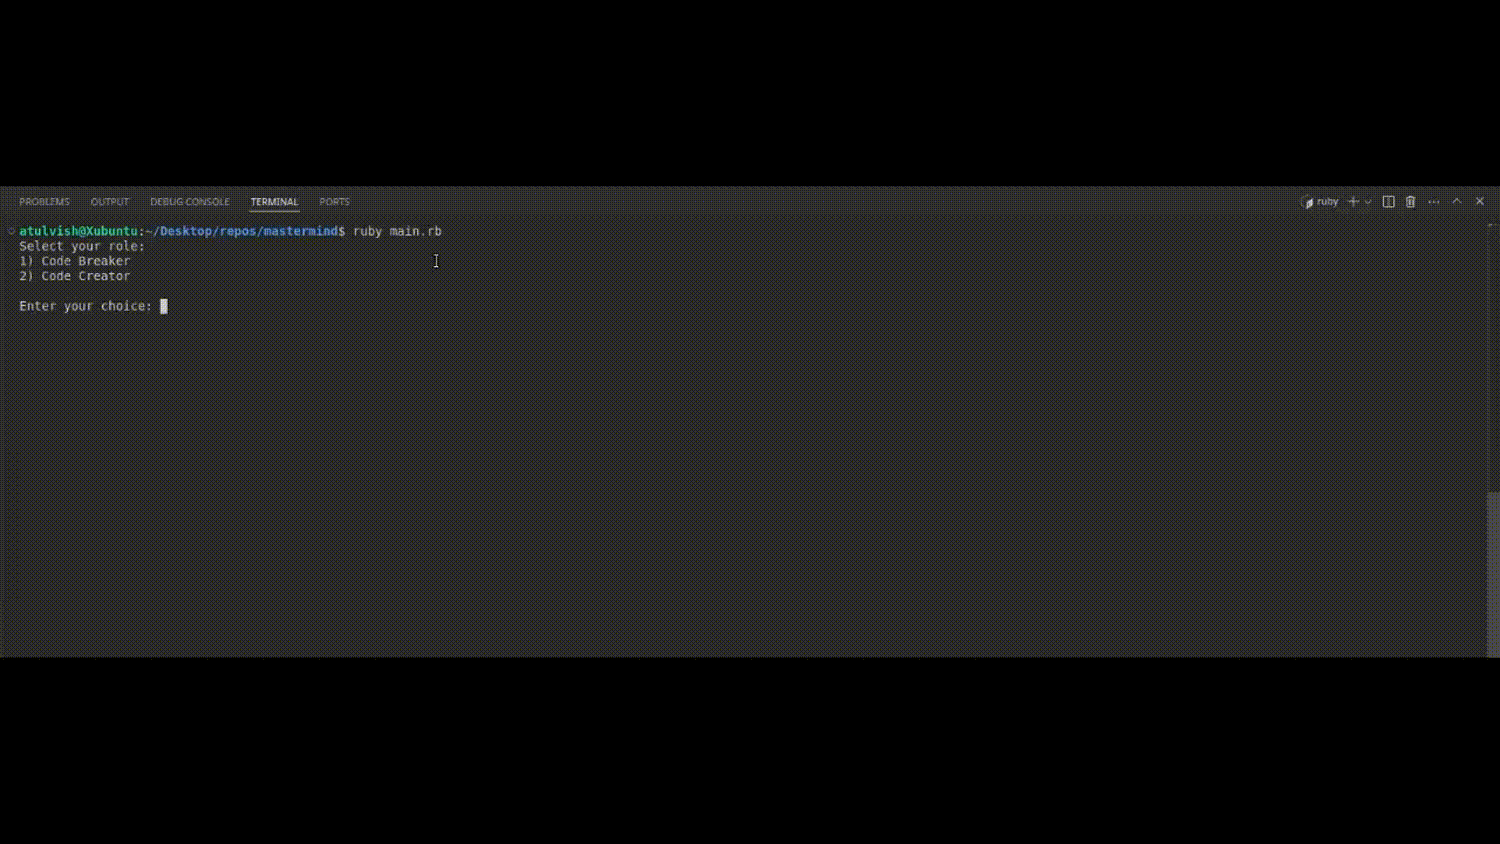 PROBLEMS OUTPUT DEBUG CONSOLE TERMINAL PORTS ruby
atulvish@Xubuntu:~/Desktop/repos/mastermind$ ruby main.rb
Select your role:
1) Code Breaker
2) Code Creator
Enter your choice: